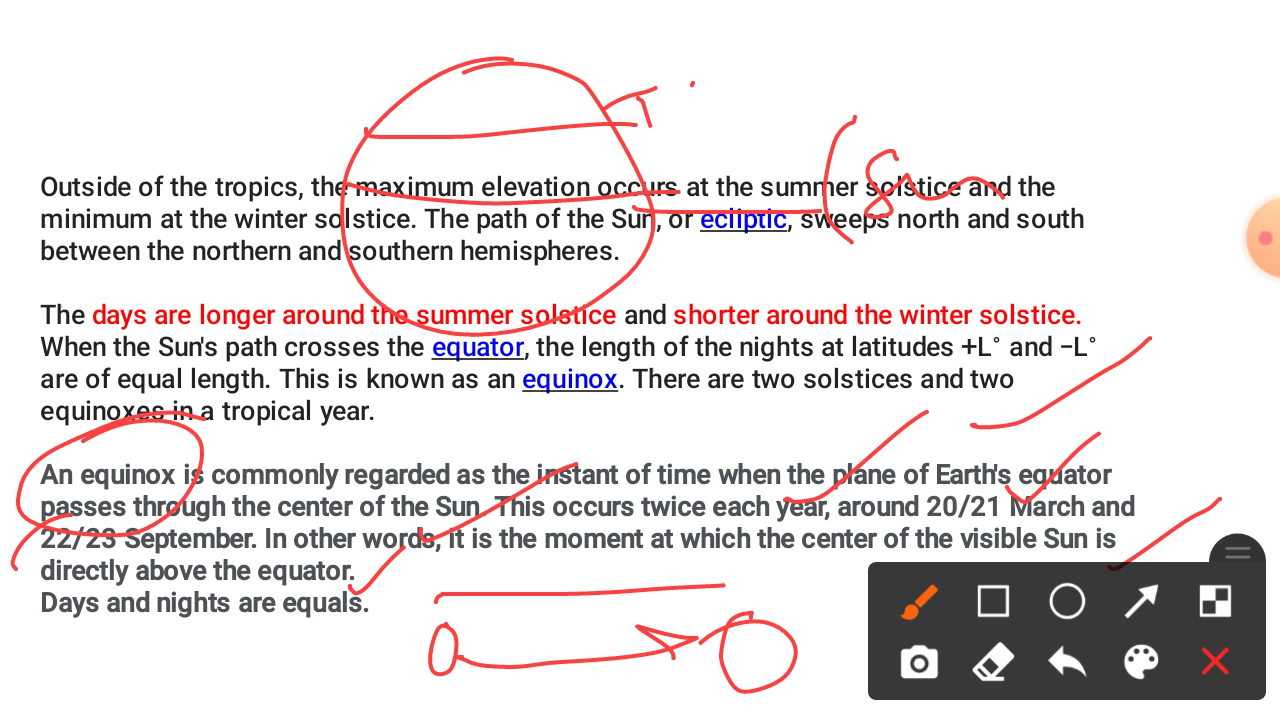 Outside of the tropics, the maximum elevation occurs at the summer solstice and the
minimum at the winter solstice. The path of the Sun, or ecliptic, sweeps north and south
between the northern and southern hemispheres.
The days are longer around the summer solstice and shorter around the winter solstice.
When the Sun's path crosses the equator, the length of the nights at latitudes +L° and −L°
are of equal length. This is known as an equinox. There are two solstices and two
equinoxes in a tropical year.
An equinox is commonly regarded as the instant of time when the plane of Earth's equator
passes through the center of the Sun. This occurs twice each year, around 20/21 March and
22/23 September. In other words, it is the moment at which the center of the visible Sun is
directly above the equator.
Days and nights are equals.